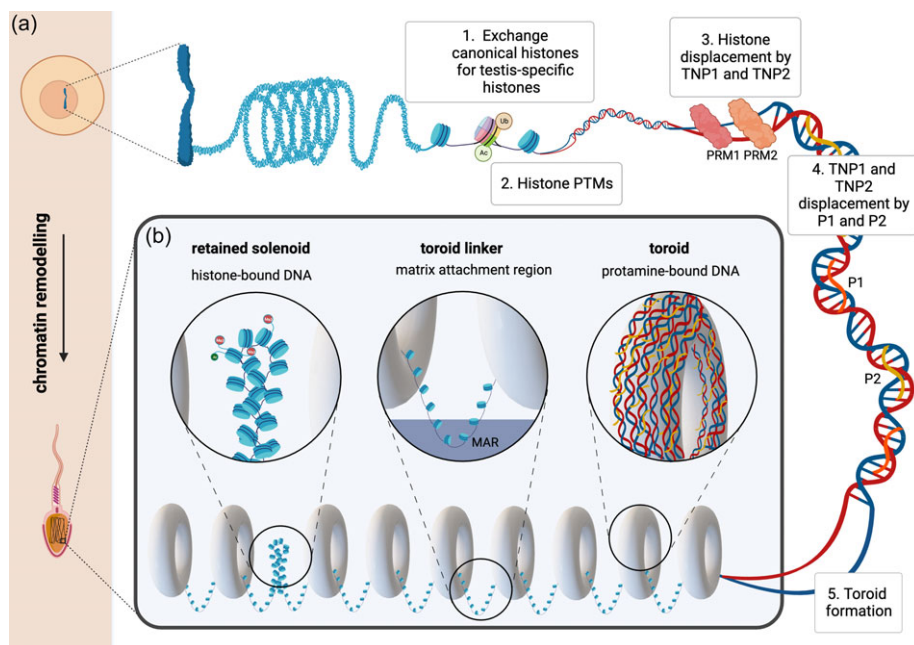 (a)
1. Exchange
canonical histones
for testis-specific
histones
3. Histone
displacement by
TNP1 and TNP2
Ub
Ac
PRM1 PRM2
2. Histone PTMs
4. TNP1 and
TNP2
displacement by
P1 and P2
chromatin remodelling
(b)
retained solenoid
histone-bound DNA
toroid linker
matrix attachment region
toroid
protamine-bound DNA
MAR
P1
P2
5. Toroid
formation